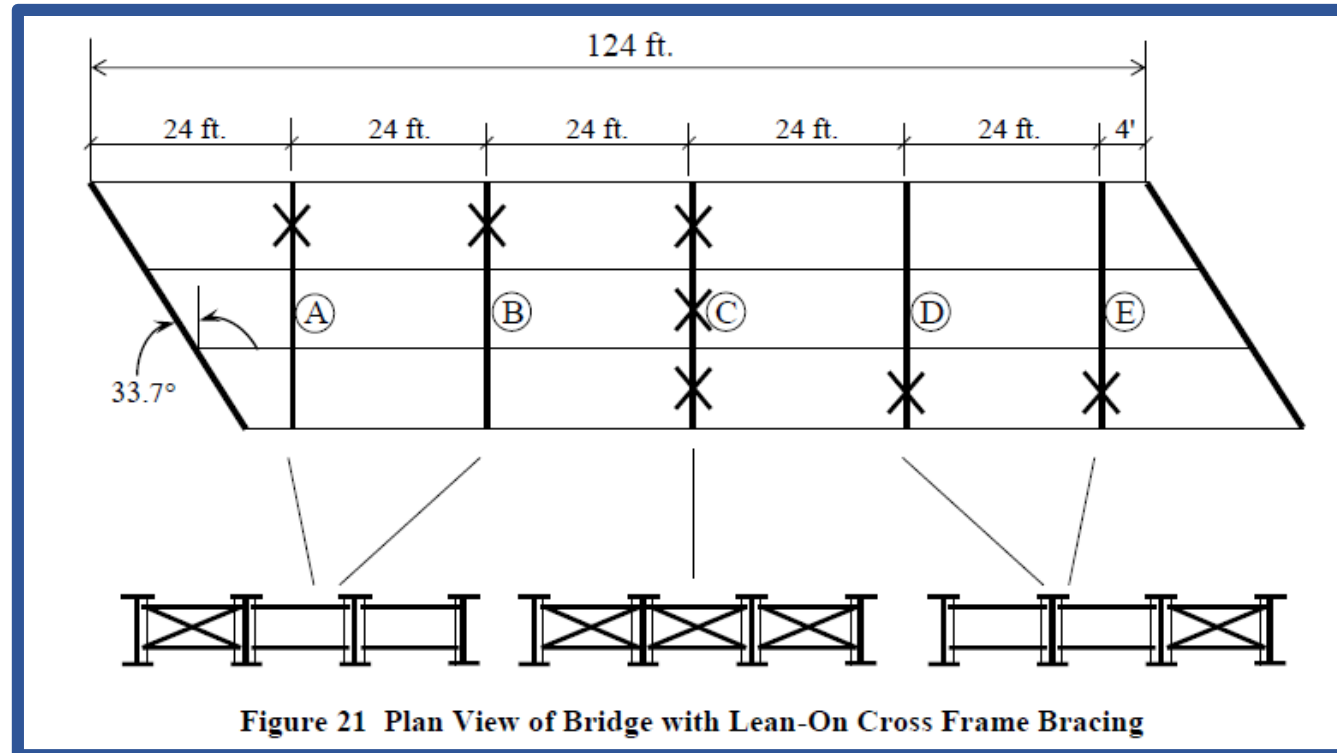 124 ft.
24 ft. 24 ft. 24 ft. 24 ft. 24 ft. 4'
A B C D E
33.7°
Figure 21 Plan View of Bridge with Lean-On Cross Frame Bracing